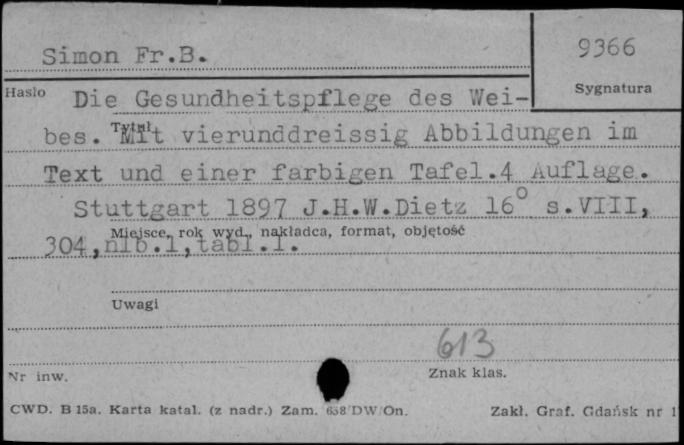 Simon Fr.B.
9366
Hasło
Sygnatura
Die Gesundheitspflege des Wei-
Tytuł
bes. Mit vierunddreissig Abbildungen im
Text und einer farbigen Tafel.4 Auflage.
Stuttgart 1897 J.H.W.Dietz 16° s.VIII,
Miejsce, rok wyd., nakładca, format, objętość
304,nlb.1,tabl.1.
Uwagi
613
Nr inw.
Znak klas.
CWD. B 15a. Karta katal. (z nadr.) Zam. 638/DW/On.
Zakł. Graf. Gdańsk nr 1